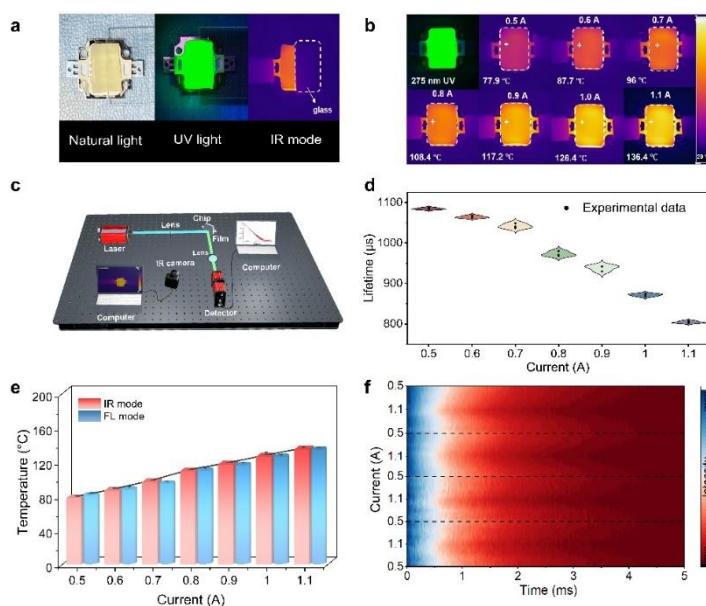 a
Natural light
UV light
IR mode
glass
b
275 nm UV
0.5 A
77.9 ℃
0.6 A
87.7 ℃
0.7 A
96 ℃
0.8 A
108.4 ℃
0.9 A
117.2 ℃
1.0 A
126.4 ℃
1.1 A
136.4 ℃
c
Laser
Lens
Chip
Film
Lens
IR camera
Computer
Computer
Detector
d
Experimental data
Lifetime (μs)
1100
1000
900
800
0.5 0.6 0.7 0.8 0.9 1 1.1
Current (A)
e
IR mode
FL mode
Temperature (°C)
200
160
120
80
40
0
0.5 0.6 0.7 0.8 0.9 1 1.1
Current (A)
f
Current (A)
0.5
1.1
0.5
1.1
0.5
1.1
0.5
1.1
0.5
0 1 2 3 4 5
Time (ms)